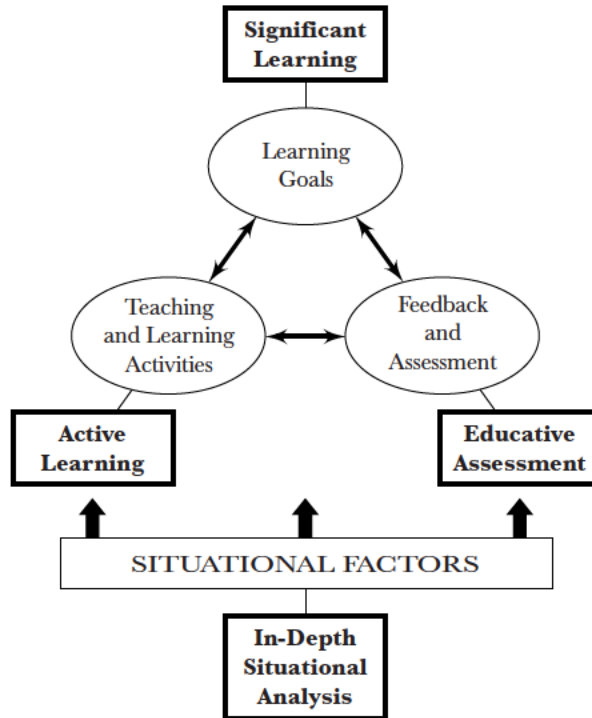 Significant
Learning
Learning
Goals
Teaching
and Learning
Activities
Feedback
and
Assessment
Active
Learning
Educative
Assessment
SITUATIONAL FACTORS
In-Depth
Situational
Analysis